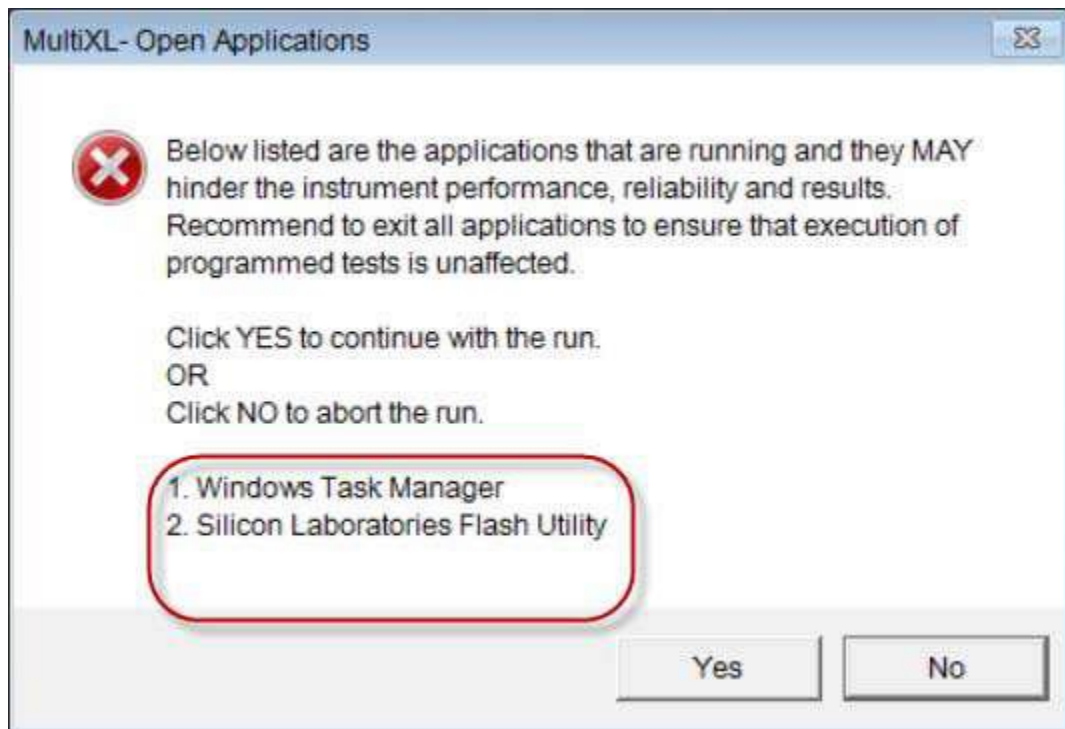 MultiXL- Open Applications
Below listed are the applications that are running and they MAY
hinder the instrument performance, reliability and results.
Recommend to exit all applications to ensure that execution of
programmed tests is unaffected.
Click YES to continue with the run.
OR
Click NO to abort the run.
1. Windows Task Manager
2. Silicon Laboratories Flash Utility
Yes
No